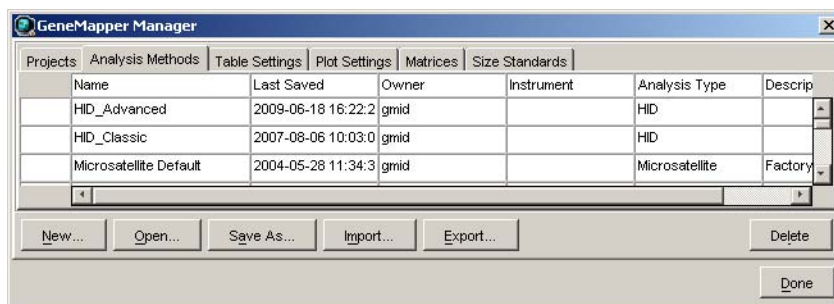 GeneMapper Manager
Projects Analysis Methods Table Settings Plot Settings Matrices Size Standards
Name Last Saved Owner Instrument Analysis Type Descrip
HID_Advanced 2009-06-18 16:22:2 gmid HID
HID_Classic 2007-08-06 10:03:0 gmid HID
Microsatellite Default 2004-05-28 11:34:3 gmid Microsatellite Factory
New... Open... Save As... Import... Export... Delete
Done